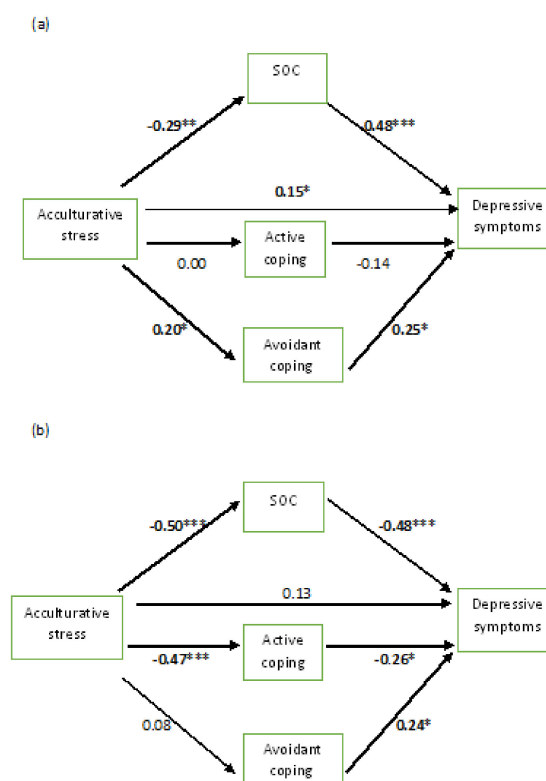 (a)
SOC
-0.29**
0.48***
0.15*
Acculturative
stress
Depressive
symptoms
Active
coping
0.00
-0.14
0.20*
0.25*
Avoidant
coping
(b)
SOC
-0.50***
-0.48***
0.13
Acculturative
stress
Depressive
symptoms
Active
coping
-0.47***
-0.26*
0.08
0.24*
Avoidant
coping